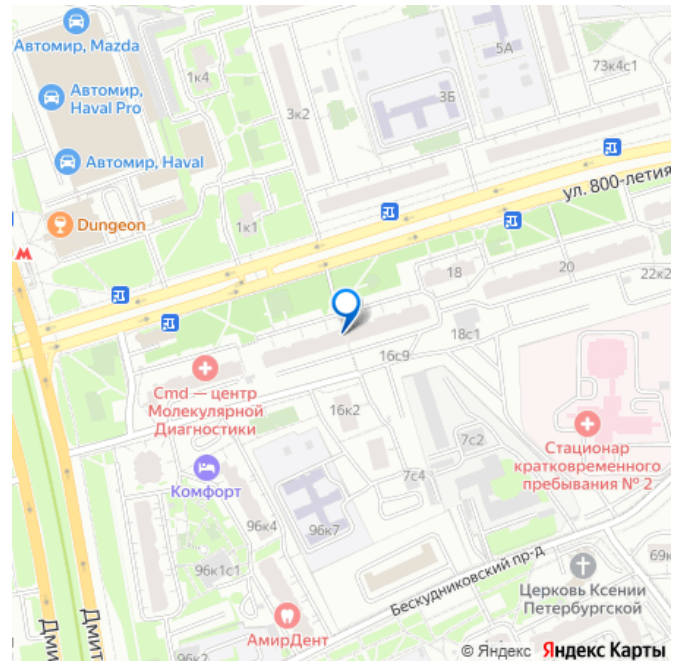 Автомир, Mazda
1к4
5А
73к4с1
Автомир,
Haval Pro
3Б
3к2
Автомир, Haval
ул. 800-летия
Dungeon
1к1
М
18
20
22к2
18с1
16с9
Cmd — центр
Молекулярной
Диагностики
16к2
7с2
Стационар
кратковременного
пребывания № 2
Комфорт
7с4
96к4
96к7
96к1с1
Бескудниковский пр-д
69к
Церковь Ксении
Петербургской
Дмит
Дми
АмирДент
96к2
© Яндекс Яндекс Карты